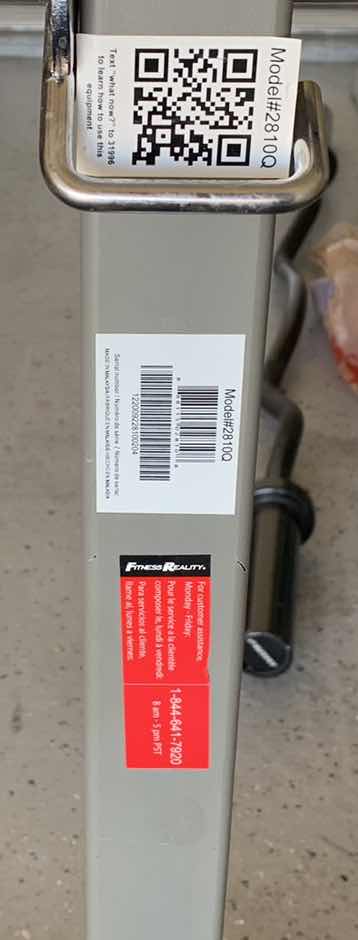 Model#2810Q
Text "what now?" to 31996
to learn how to use this
equipment.
Model#2810Q
122009228100204
Serial number / Numéro de série / Número de serie:
MADE IN MALAYSIA / FABRIQUÉ EN MALAISIE / HECHO EN MALASIA
FITNESS REALITY
For customer assistance,
Monday - Friday:
Pour le service a la clientèle
composer le, lundi à vendredi:
Para servicios al cliente,
llame al, lunes a viernes:
1-844-641-7920
8 am - 5 pm PST